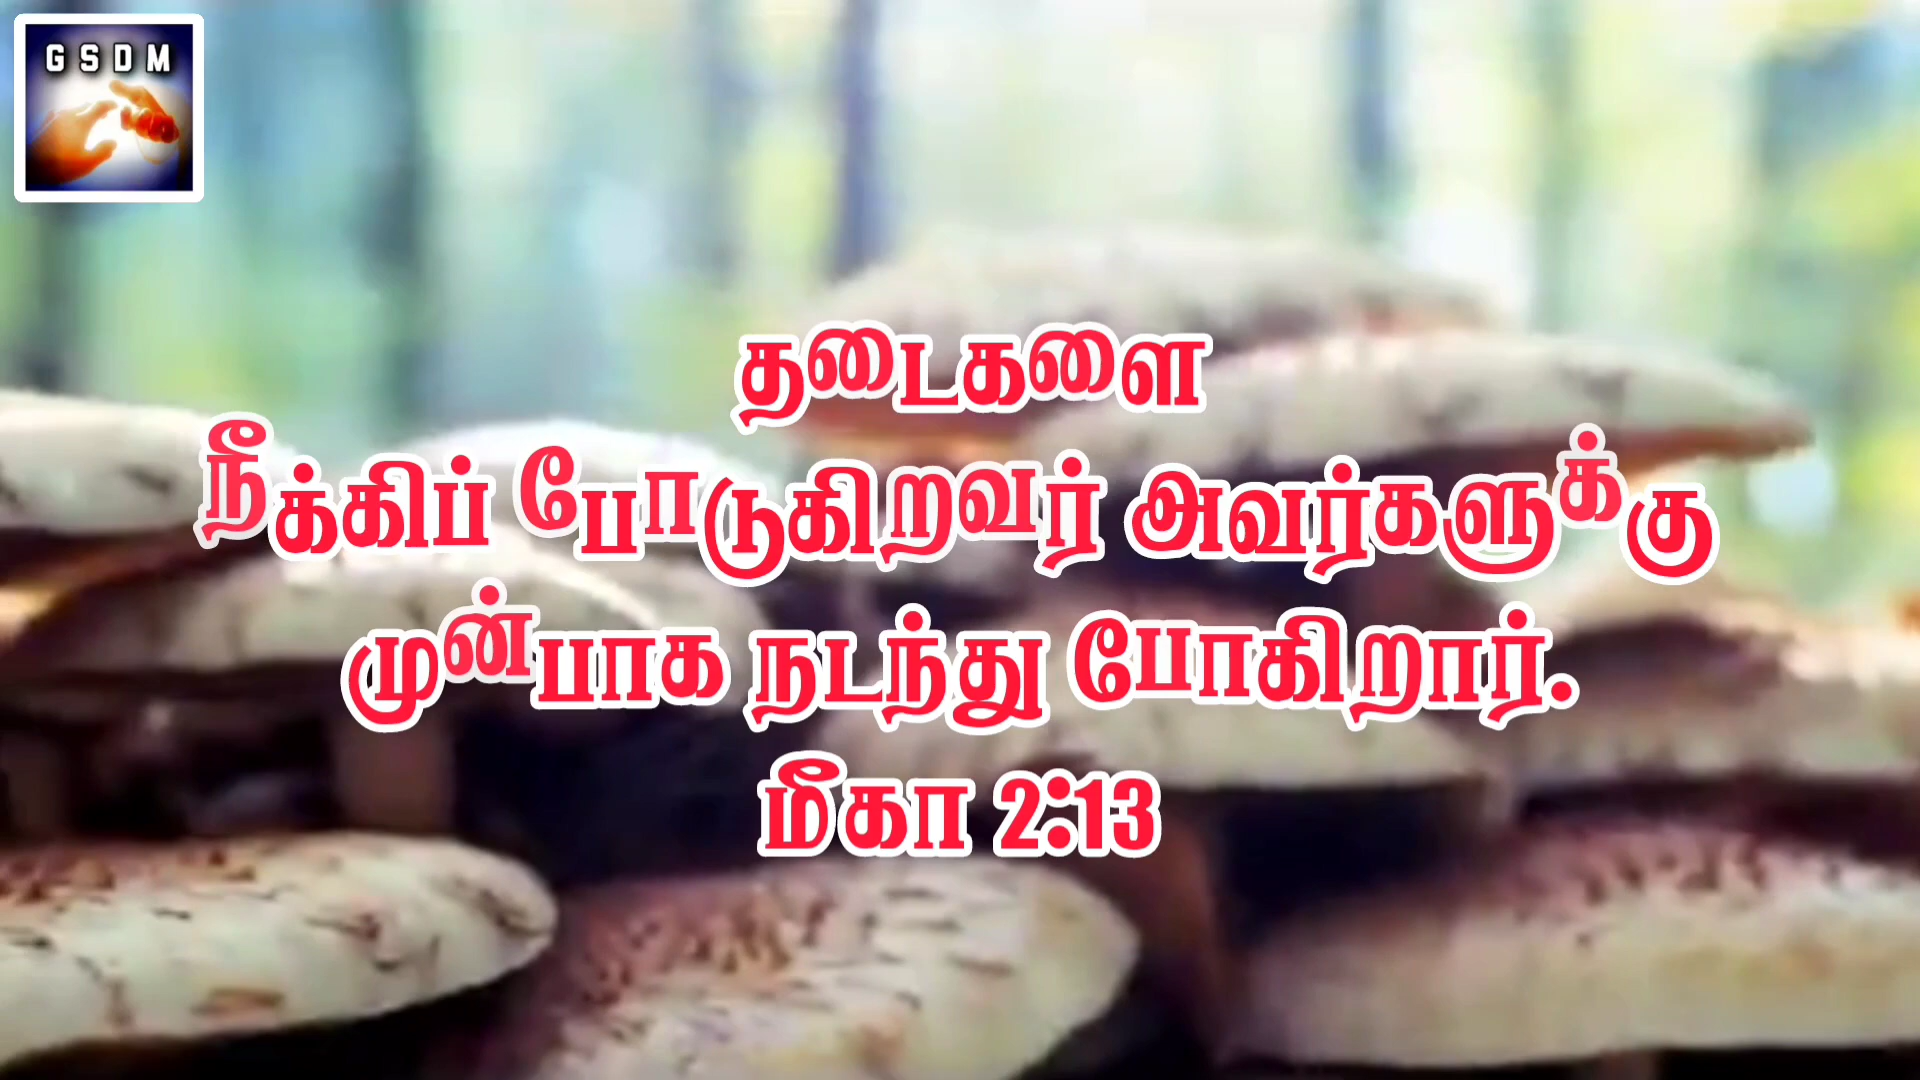 GSDM
தடைகளை
நீக்கிப் போடுகிறவர் அவர்களுக்கு
முன்பாக நடந்து போகிறார்.
மீகா 2:13